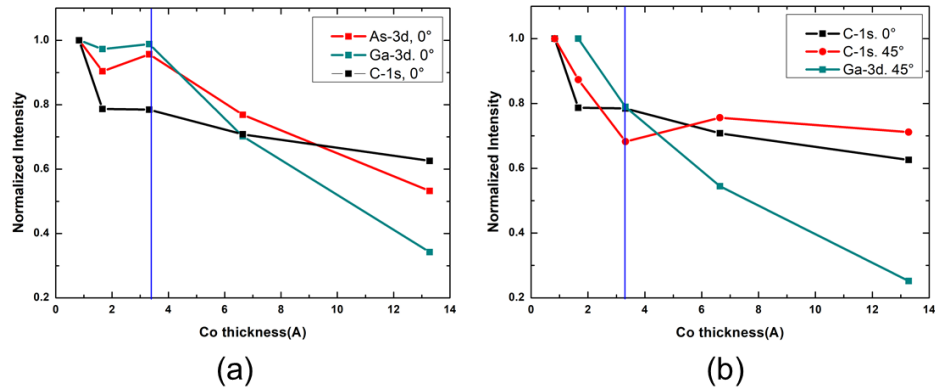 As-3d, 0°
Ga-3d. 0°
C-1s, 0°
1.0
0.8
0.6
0.4
0.2
Normalized Intensity
0 2 4 6 8 10 12 14
Co thickness(A)
(a)
C-1s. 0°
C-1s. 45°
Ga-3d. 45°
1.0
0.8
0.6
0.4
0.2
Normalized Intensity
0 2 4 6 8 10 12 14
Co thickness(A)
(b)